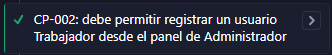 CP-002: debe permitir registrar un usuario
Trabajador desde el panel de Administrador